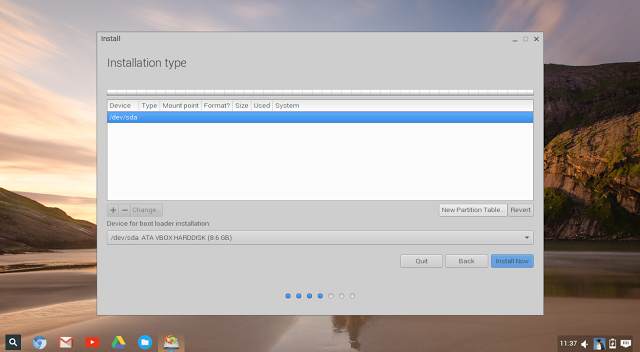 Install
Installation type
Device Type Mount point Format? Size Used System
/dev/sda
+ − Change... New Partition Table... Revert
Device for boot loader installation:
/dev/sda ATA VBOX HARDDISK (8.6 GB)
Quit Back Install Now
11:37